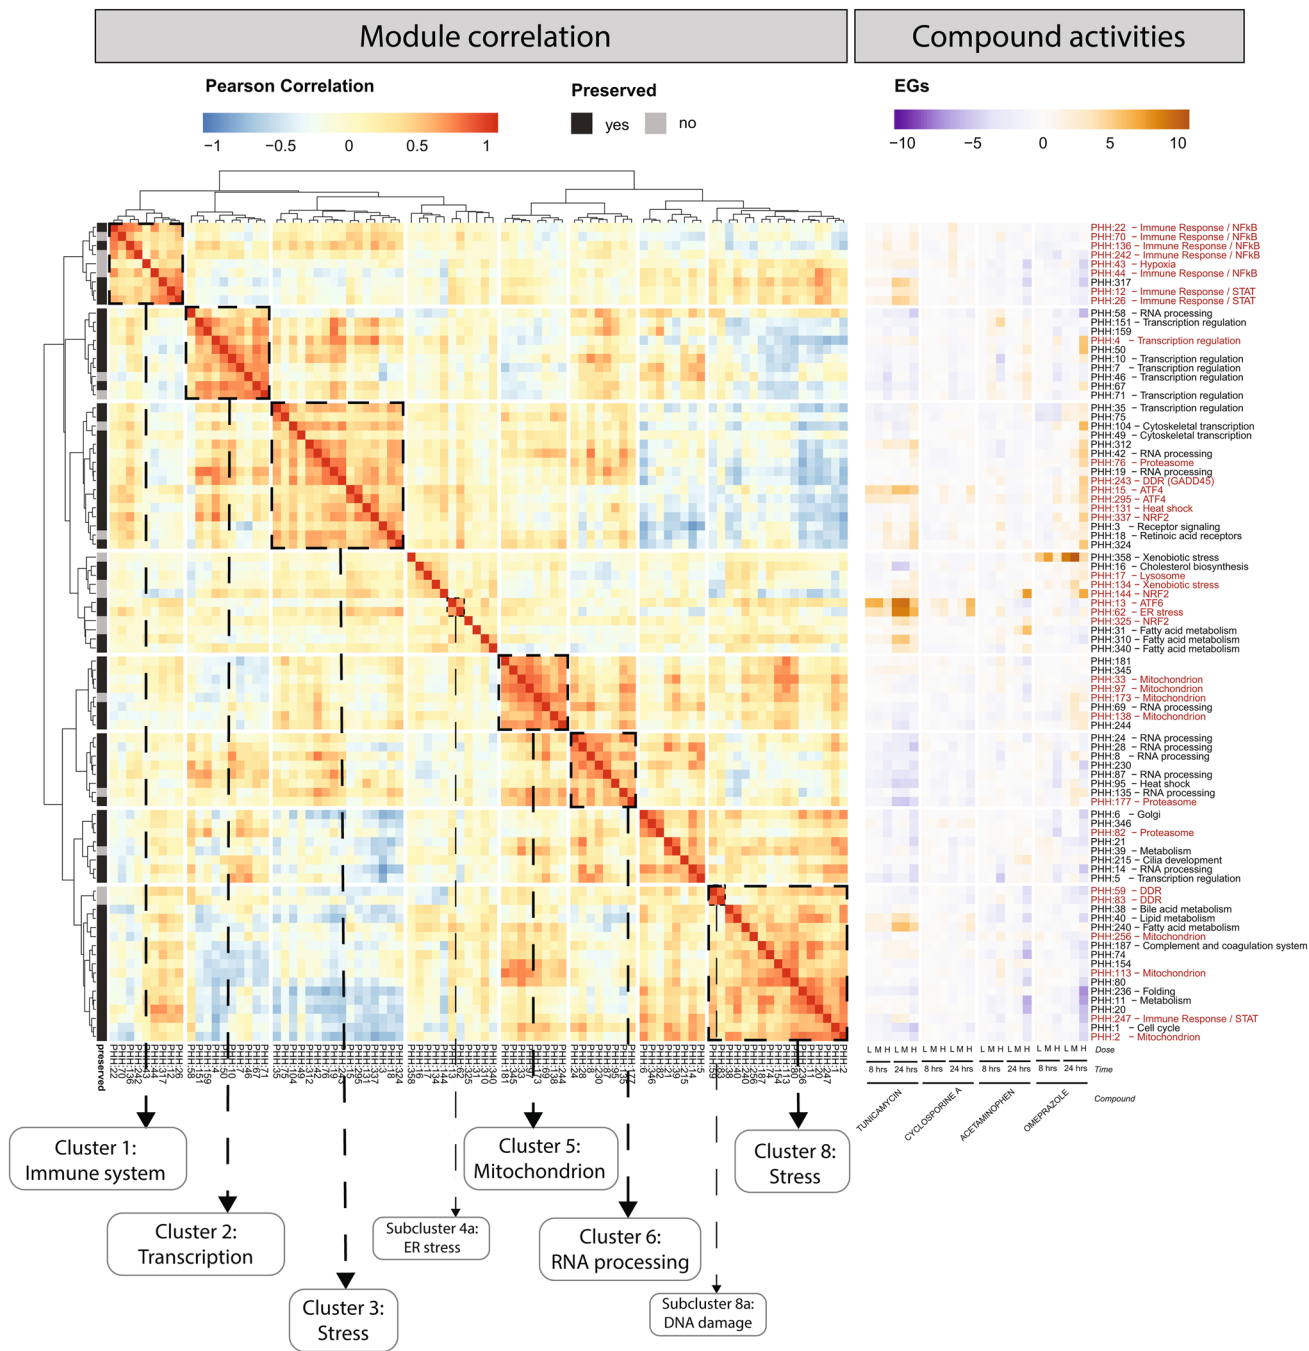 Module correlation
Compound activities
Pearson Correlation
−1 −0.5 0 0.5 1
Preserved
yes no
EGs
−10 −5 0 5 10
PHH:22 − Immune Response / NFkB
PHH:70 − Immune Response / NFkB
PHH:136 − Immune Response / NFkB
PHH:242 − Immune Response / NFkB
PHH:43 − Hypoxia
PHH:44 − Immune Response / NFkB
PHH:317
PHH:12 − Immune Response / STAT
PHH:26 − Immune Response / STAT
PHH:58 − RNA processing
PHH:151 − Transcription regulation
PHH:159
PHH:4 − Transcription regulation
PHH:50
PHH:10 − Transcription regulation
PHH:7 − Transcription regulation
PHH:46 − Transcription regulation
PHH:67
PHH:71 − Transcription regulation
PHH:35 − Transcription regulation
PHH:75
PHH:104 − Cytoskeletal transcription
PHH:49 − Cytoskeletal transcription
PHH:312
PHH:42 − RNA processing
PHH:76 − Proteasome
PHH:19 − RNA processing
PHH:243 − DDR (GADD45)
PHH:15 − ATF4
PHH:295 − ATF4
PHH:131 − Heat shock
PHH:337 − NRF2
PHH:3 − Receptor signaling
PHH:18 − Retinoic acid receptors
PHH:324
PHH:358 − Xenobiotic stress
PHH:16 − Cholesterol biosynthesis
PHH:17 − Lysosome
PHH:134 − Xenobiotic stress
PHH:144 − NRF2
PHH:13 − ATF6
PHH:62 − ER stress
PHH:325 − NRF2
PHH:31 − Fatty acid metabolism
PHH:310 − Fatty acid metabolism
PHH:340 − Fatty acid metabolism
PHH:181
PHH:345
PHH:33 − Mitochondrion
PHH:97 − Mitochondrion
PHH:173 − Mitochondrion
PHH:69 − RNA processing
PHH:138 − Mitochondrion
PHH:244
PHH:24 − RNA processing
PHH:28 − RNA processing
PHH:8 − RNA processing
PHH:230
PHH:87 − RNA processing
PHH:95 − Heat shock
PHH:135 − RNA processing
PHH:177 − Proteasome
PHH:6 − Golgi
PHH:346
PHH:82 − Proteasome
PHH:21
PHH:39 − Metabolism
PHH:215 − Cilia development
PHH:14 − RNA processing
PHH:5 − Transcription regulation
PHH:59 − DDR
PHH:83 − DDR
PHH:38 − Bile acid metabolism
PHH:40 − Lipid metabolism
PHH:240 − Fatty acid metabolism
PHH:256 − Mitochondrion
PHH:187 − Complement and coagulation system
PHH:74
PHH:154
PHH:113 − Mitochondrion
PHH:80
PHH:236 − Folding
PHH:11 − Metabolism
PHH:20
PHH:247 − Immune Response / STAT
PHH:1 − Cell cycle
PHH:2 − Mitochondrion
preserved
L M H L M H L M H L M H L M H L M H L M H L M H Dose
8 hrs 24 hrs 8 hrs 24 hrs 8 hrs 24 hrs 8 hrs 24 hrs Time
TUNICAMYCIN CYCLOSPORINE A ACETAMINOPHEN OMEPRAZOLE Compound
Cluster 1:
Immune system
Cluster 5:
Mitochondrion
Cluster 8:
Stress
Cluster 2:
Transcription
Subcluster 4a:
ER stress
Cluster 6:
RNA processing
Cluster 3:
Stress
Subcluster 8a:
DNA damage